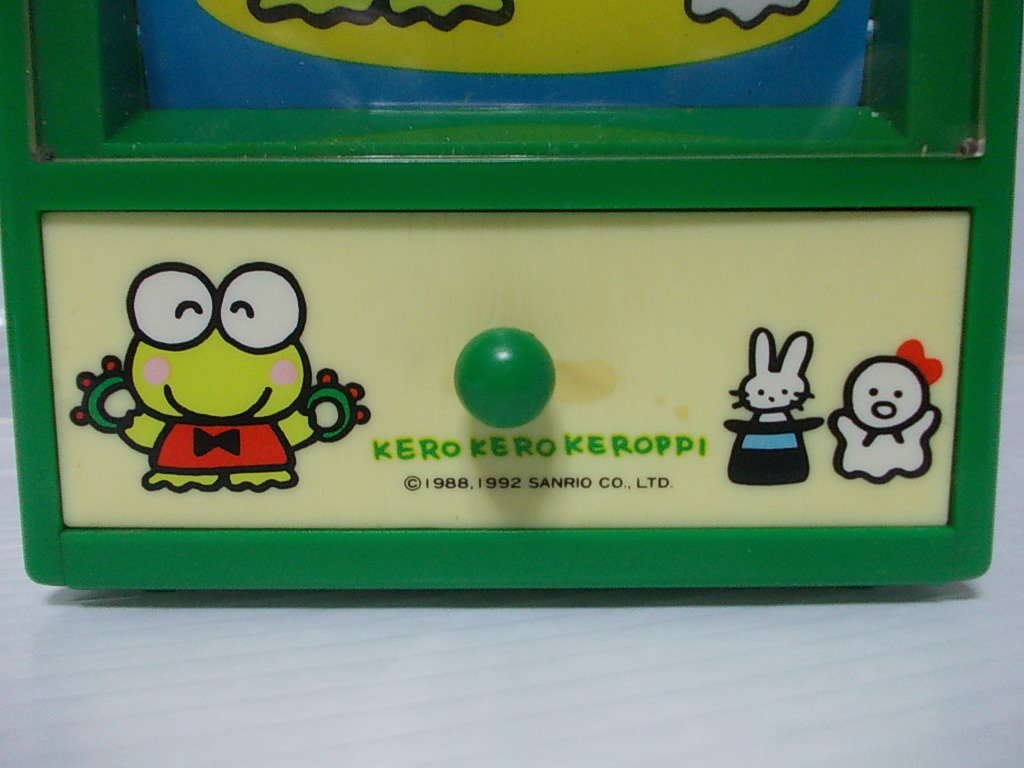 KERO KERO KEROPPI
©1988,1992 SANRIO CO., LTD.